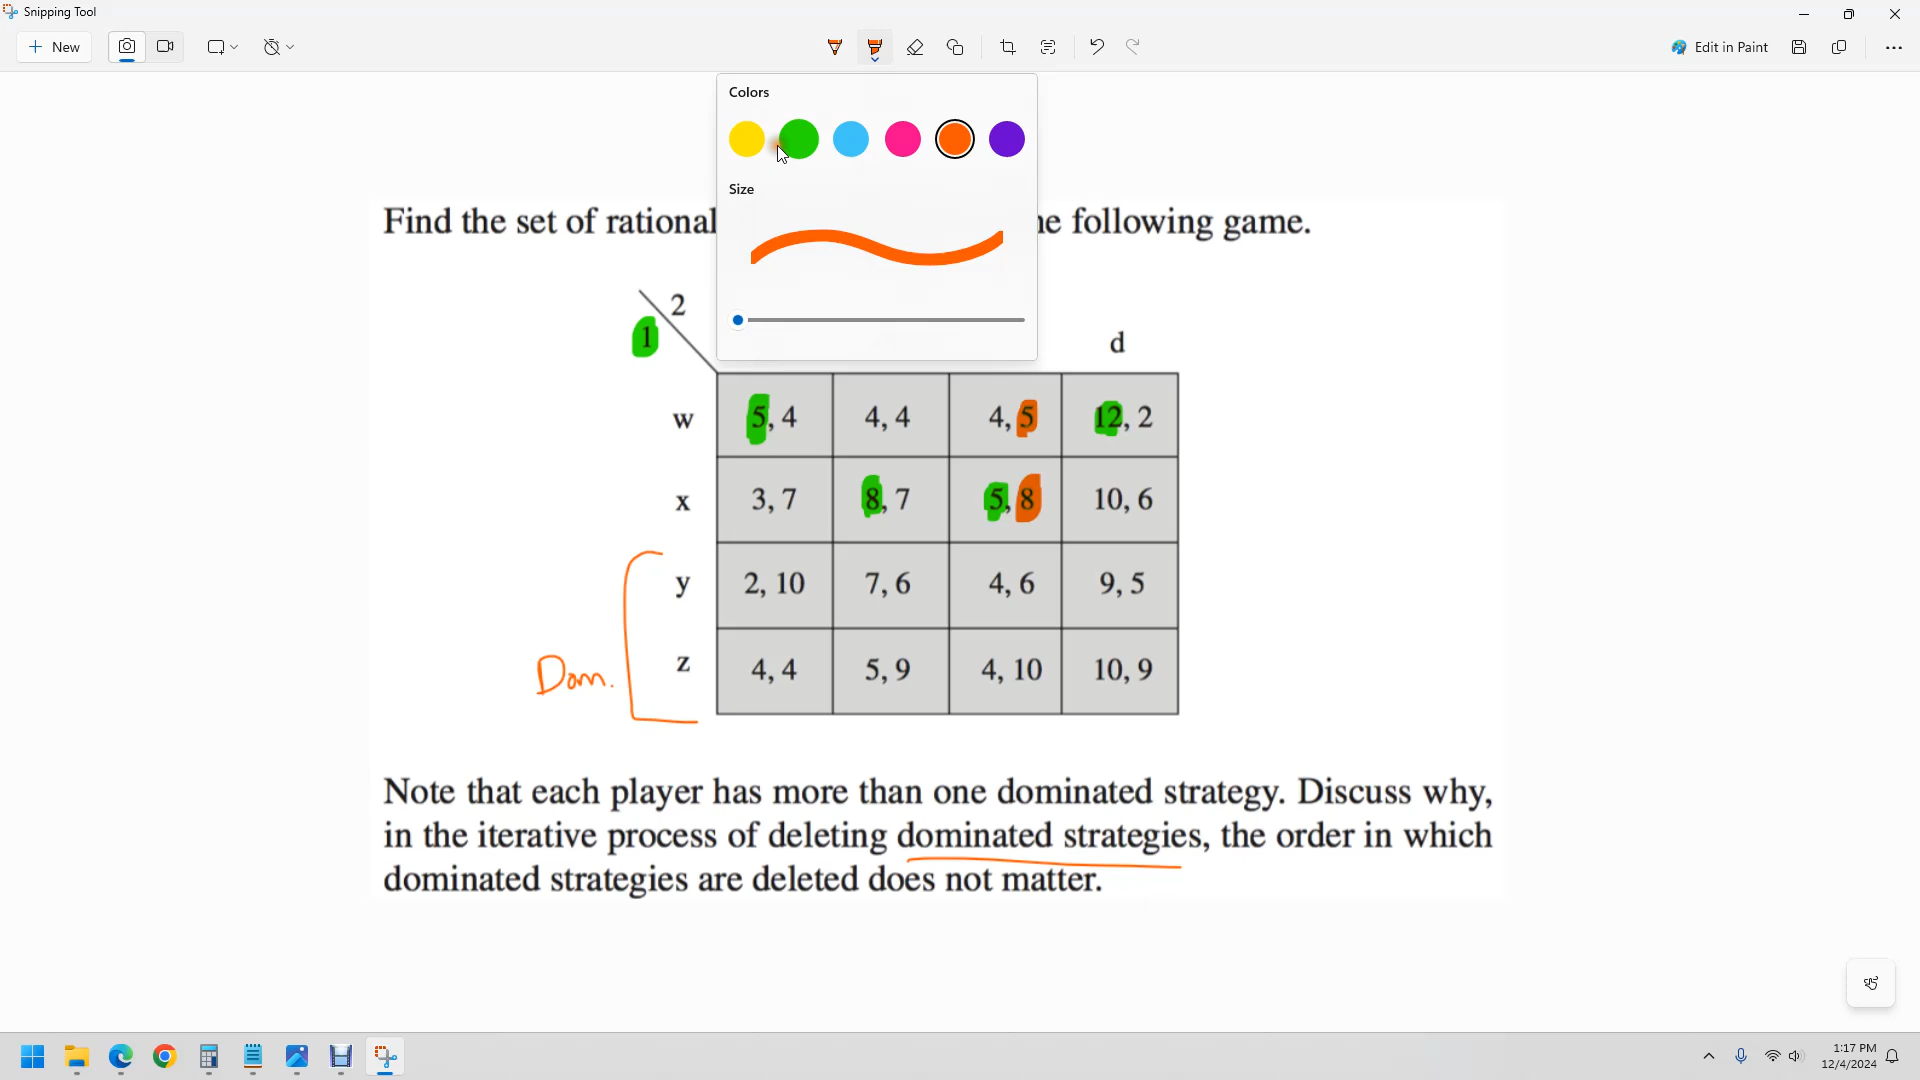 Snipping Tool
New
Edit in Paint
Colors
Size
Find the set of rational
he following game.
2
1
d
w 5, 4 4, 4 4, 5 12, 2
x 3, 7 8, 7 5, 8 10, 6
y 2, 10 7, 6 4, 6 9, 5
z 4, 4 5, 9 4, 10 10, 9
Dom.
Note that each player has more than one dominated strategy. Discuss why,
in the iterative process of deleting dominated strategies, the order in which
dominated strategies are deleted does not matter.
1:17 PM
12/4/2024